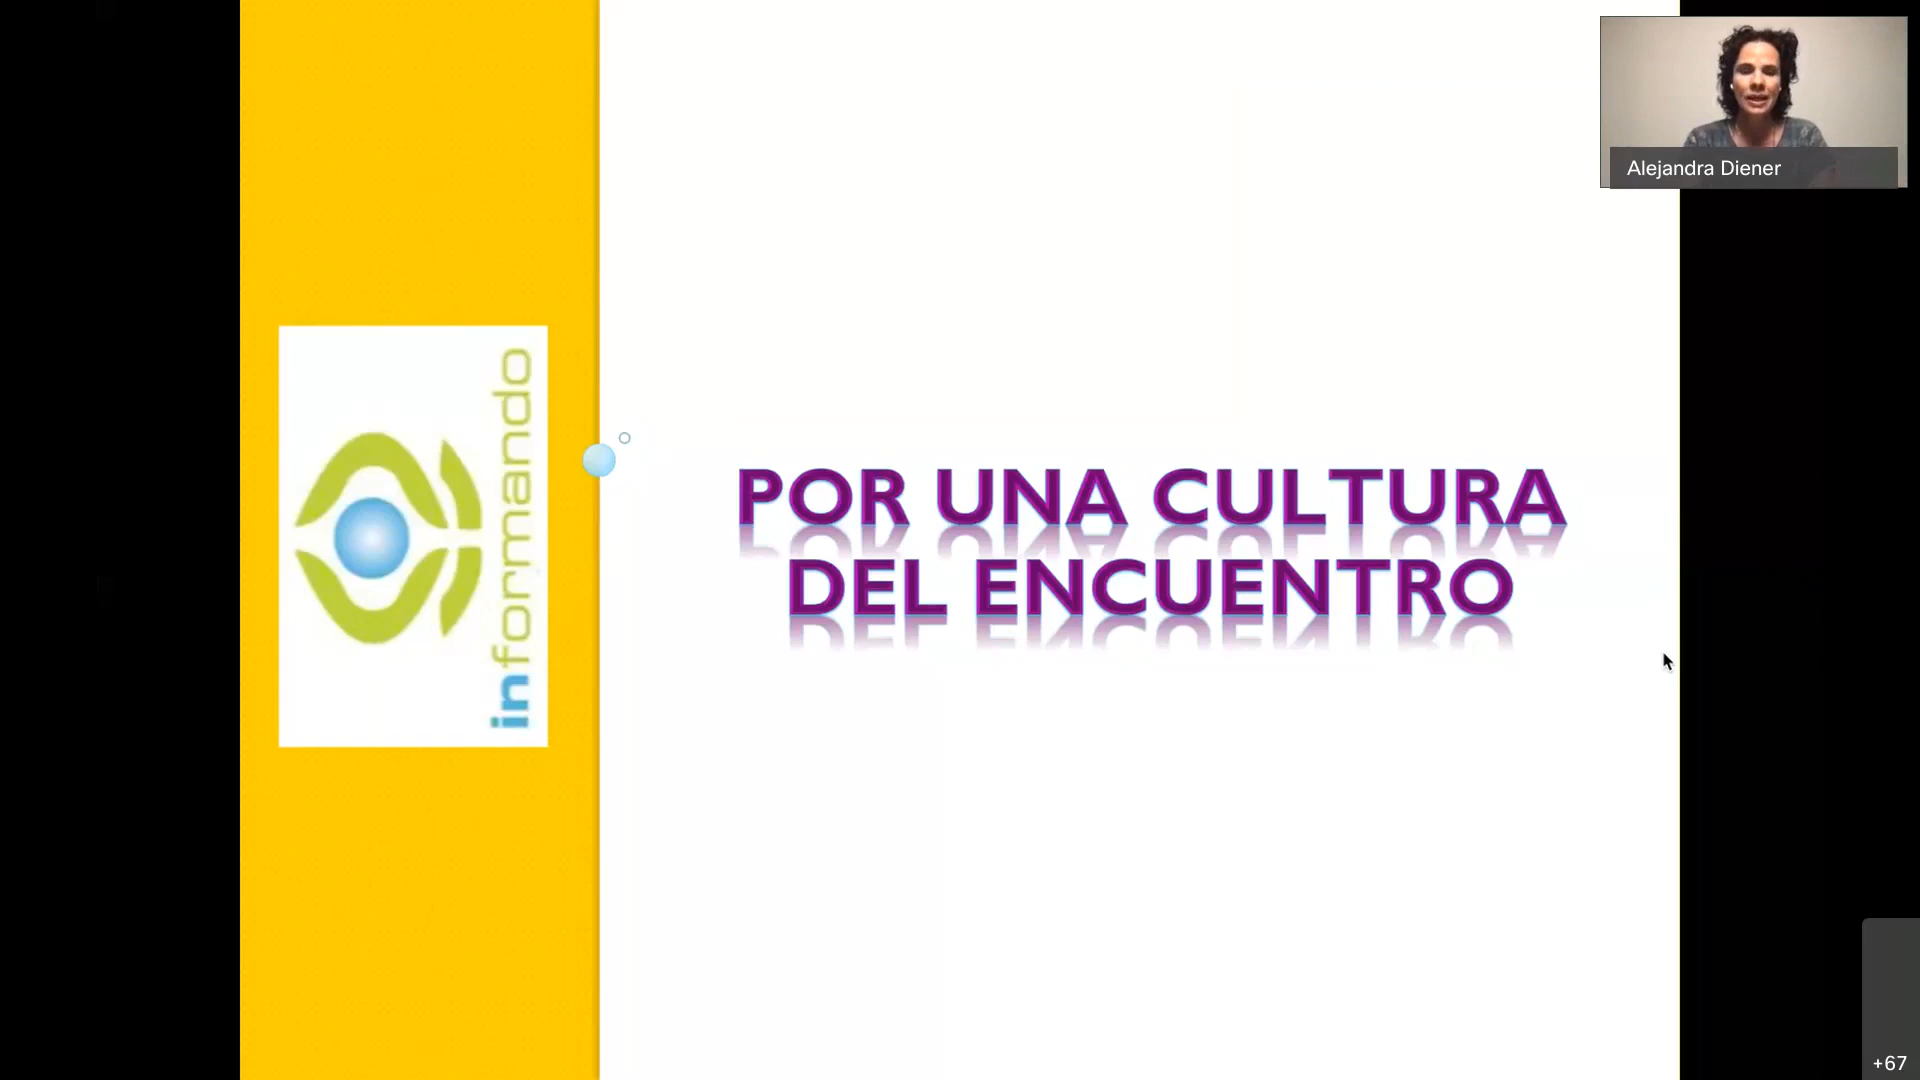 Alejandra Diener
informando
POR UNA CULTURA
DEL ENCUENTRO
+67